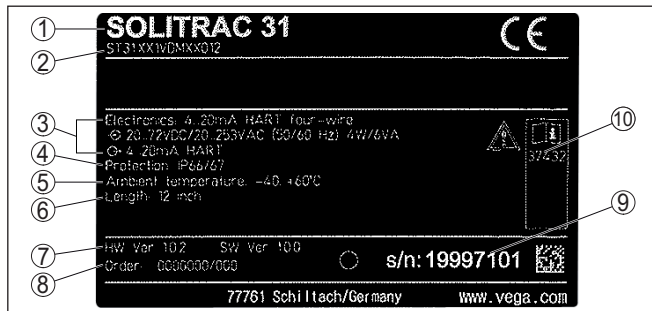 SOLITRAC 31
ST31XX1VDMXX012
CE
Electronics: 4..20mA HART four-wire
20..72VDC/20..253VAC (50/60 Hz) 4W/6VA
4..20mA HART
Protection: IP66/67
Ambient temperature: -40..+60°C
Length: 12 inch
37432
HW Ver 1.0.2 SW Ver 1.0.0
Order: 0000000/000
s/n: 19997101
77761 Schiltach/Germany www.vega.com
1
2
3
4
5
6
7
8
9
10